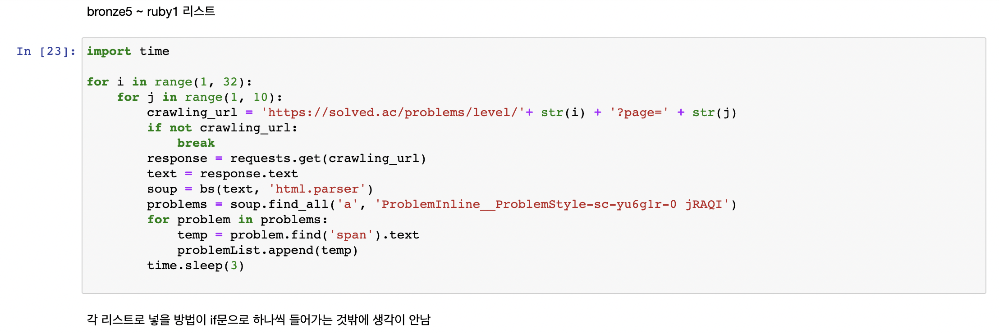 bronze5 ~ ruby1 리스트
In [23]:
import time
for i in range(1, 32):
    for j in range(1, 10):
        crawling_url = 'https://solved.ac/problems/level/'+ str(i) + '?page=' + str(j)
        if not crawling_url:
            break
        response = requests.get(crawling_url)
        text = response.text
        soup = bs(text, 'html.parser')
        problems = soup.find_all('a', 'ProblemInline__ProblemStyle-sc-yu6g1r-0 jRAQI')
        for problem in problems:
            temp = problem.find('span').text
            problemList.append(temp)
        time.sleep(3)
각 리스트로 넣을 방법이 if문으로 하나씩 들어가는 것밖에 생각이 안남